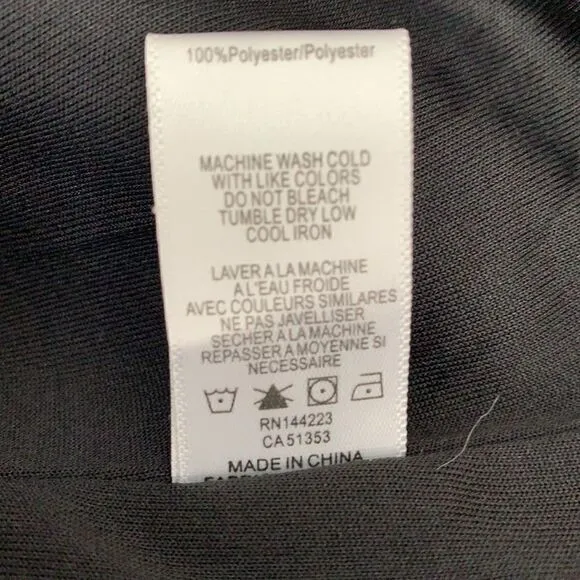 100%Polyester/Polyester
MACHINE WASH COLD
WITH LIKE COLORS
DO NOT BLEACH
TUMBLE DRY LOW
COOL IRON
LAVER A LA MACHINE
A L'EAU FROIDE
AVEC COULEURS SIMILARES
NE PAS JAVELLISER
SECHER A LA MACHINE
REPASSER A MOYENNE SI
NECESSAIRE
RN144223
CA51353
MADE IN CHINA